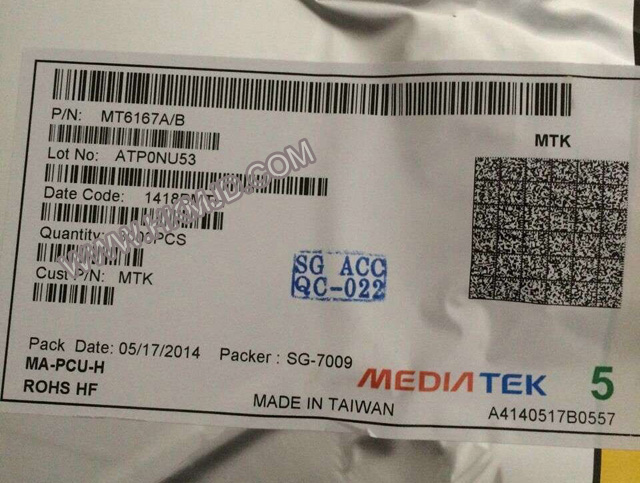 P/N: MT6167A/B
MTK
Lot No: ATP0NU53
Date Code:
Quantity
Cust P/N: MTK
SG ACC
QC-022
Pack Date: 05/17/2014 Packer : SG-7009
MA-PCU-H
ROHS HF
MEDIATEK 5
MADE IN TAIWAN
A4140517B0557